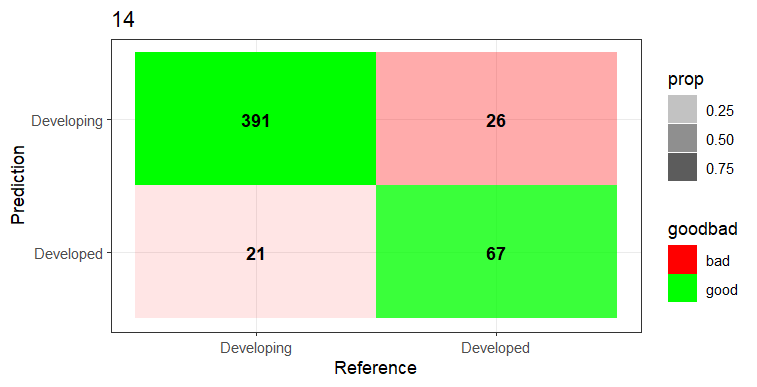 14
Prediction
Developing
Developed
391
26
21
67
Developing
Developed
Reference
prop
0.25
0.50
0.75
goodbad
bad
good